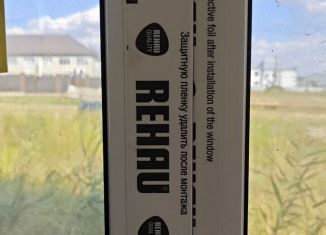 REHAU
QUALITY
REHAU
REHAU
QUALITY
Защитную пленку удалить после монтажа
ective foil after installation of the window